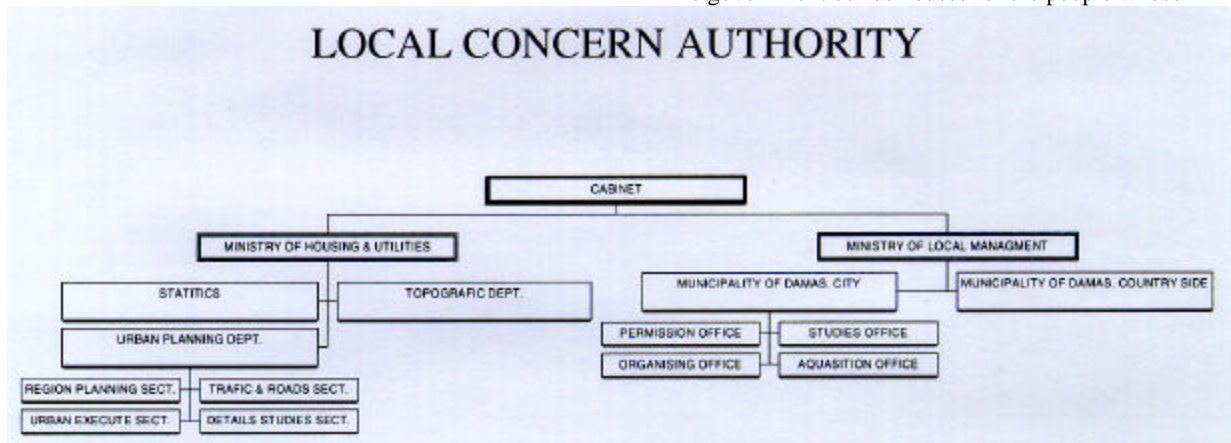 LOCAL CONCERN AUTHORITY
CABINET
MINISTRY OF HOUSING & UTILITIES
MINISTRY OF LOCAL MANAGMENT
STATITICS
TOPOGRAFIC DEPT.
MUNICIPALITY OF DAMAS. CITY
MUNICIPALITY OF DAMAS. COUNTRY SIDE
URBAN PLANNING DEPT.
PERMISSION OFFICE
STUDIES OFFICE
ORGANISING OFFICE
AQUASITION OFFICE
REGION PLANNING SECT.
TRAFIC & ROADS SECT.
URBAN EXECUTE SECT.
DETAILS STUDIES SECT.